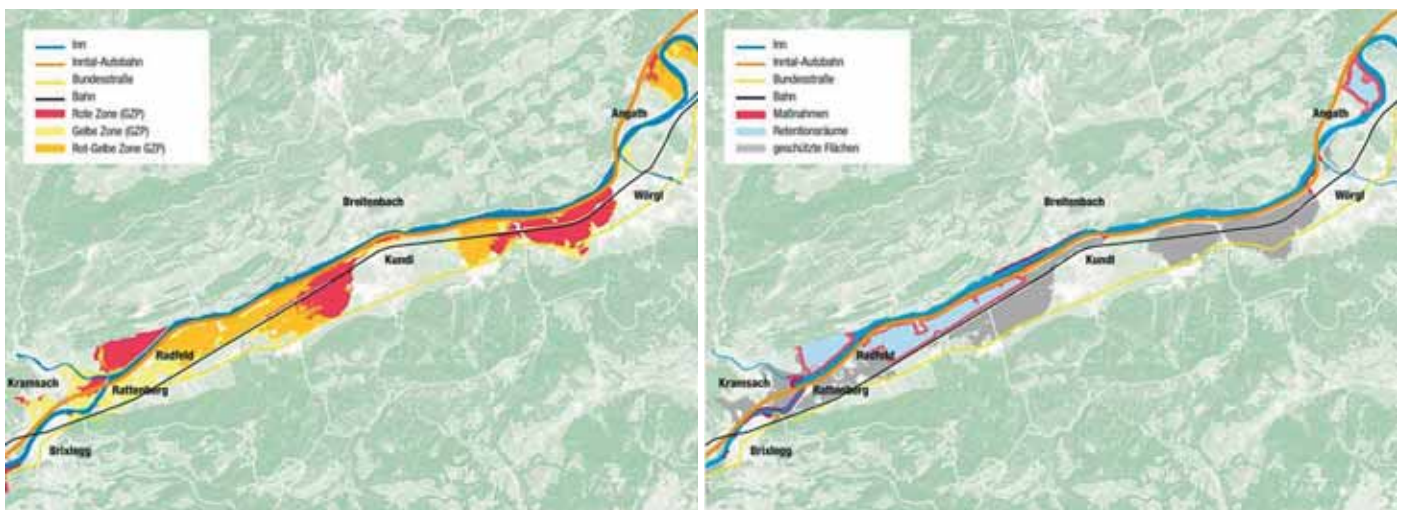 Inn
Inntal-Autobahn
Bundesstraße
Bahn
Rote Zone (GZP)
Gelbe Zone (GZP)
Rot-Gelbe Zone GZP)
Angath
Wörgl
Breitenbach
Kundl
Radfeld
Kramsach
Rattenberg
Brixlegg
Inn
Inntal-Autobahn
Bundesstraße
Bahn
Maßnahmen
Retentionsräume
geschützte Flächen
Angath
Wörgl
Breitenbach
Kundl
Radfeld
Kramsach
Rattenberg
Brixlegg